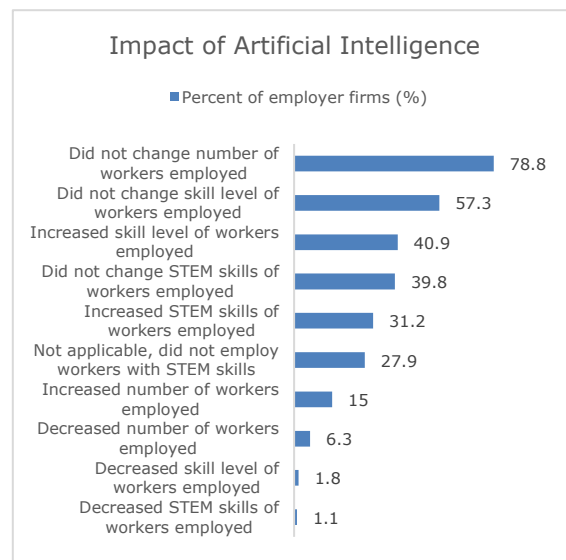 Impact of Artificial Intelligence
Percent of employer firms (%)
Did not change number of
workers employed
78.8
Did not change skill level of
workers employed
57.3
Increased skill level of workers
employed
40.9
Did not change STEM skills of
workers employed
39.8
Increased STEM skills of
workers employed
31.2
Not applicable, did not employ
workers with STEM skills
27.9
Increased number of workers
employed
15
Decreased number of workers
employed
6.3
Decreased skill level of
workers employed
1.8
Decreased STEM skills of
workers employed
1.1